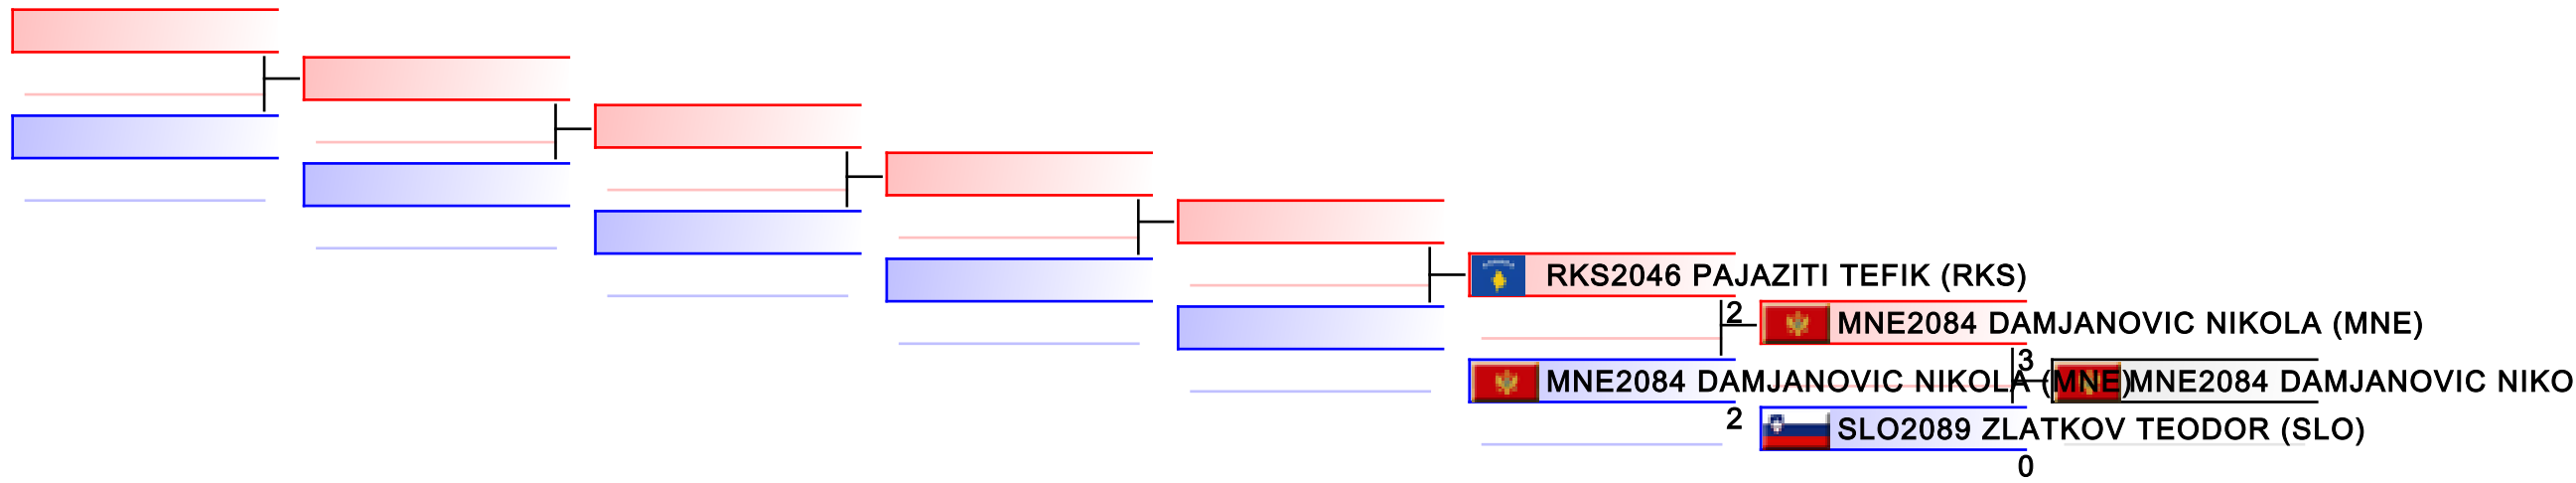 RKS2046 PAJAZITI TEFIK (RKS)
2
MNE2084 DAMJANOVIC NIKOLA (MNE)
3
MNE2084 DAMJANOVIC NIKOLA (MNE)
MNE2084 DAMJANOVIC NIKO
2
SLO2089 ZLATKOV TEODOR (SLO)
0